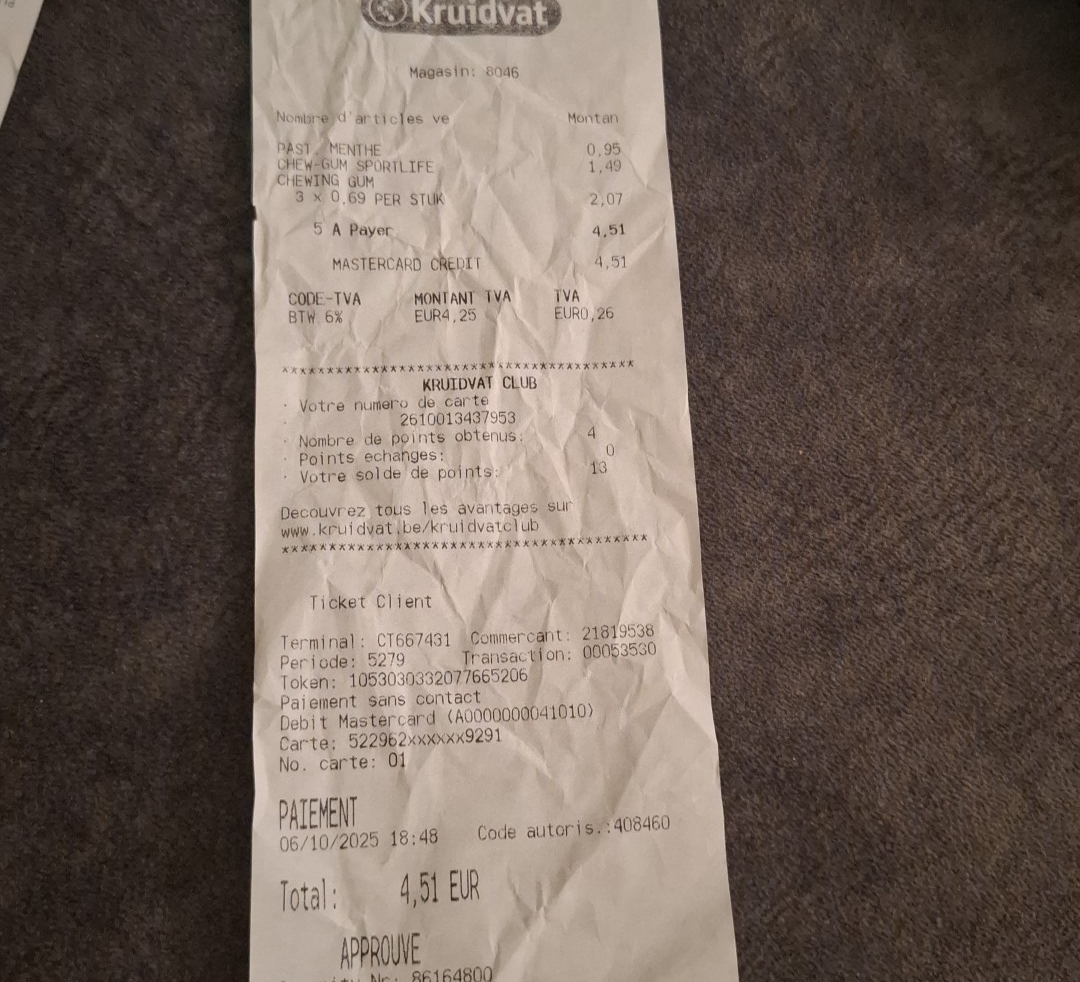 Kruidvat
Magasin: 8046
Nombre d'articles ve Montan
PAST. MENTHE 0,95
CHEW-GUM SPORTLIFE 1,49
CHEWING GUM
3 x 0,69 PER STUK 2,07
5 A Payer 4,51
MASTERCARD CREDIT 4,51
CODE-TVA MONTANT TVA TVA
BTW 6% EUR4,25 EUR0,26
***************************************
KRUIDVAT CLUB
· Votre numero de carte
· 2610013437953
· Nombre de points obtenus: 4
· Points echanges: 0
· Votre solde de points: 13
Decouvrez tous les avantages sur
www.kruidvat.be/kruidvatclub
***************************************
Ticket Client
Terminal: CT667431 Commercant: 21819538
Periode: 5279 Transaction: 00053530
Token: 1053030332077665206
Paiement sans contact
Debit Mastercard (A0000000041010)
Carte: 522962xxxxxx9291
No. carte: 01
PAIEMENT
06/10/2025 18:48 Code autoris.:408460
Total: 4,51 EUR
APPROUVE
Nr: 86164800